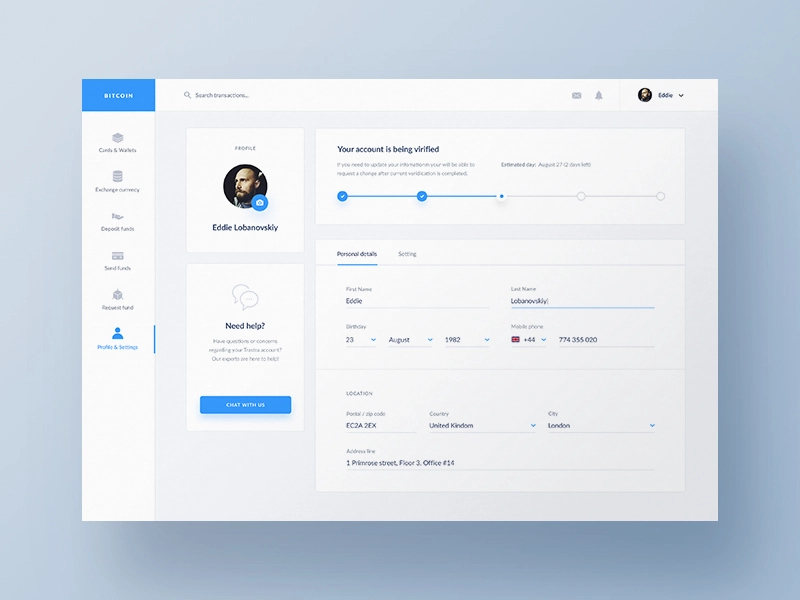 BITCOIN
Search transactions...
Eddie
Cards & Wallets
Exchange currency
Deposit funds
Send funds
Request fund
Profile & Settings
PROFILE
Eddie Lobanovskiy
Need help?
Have questions or concerns
regarding your Trastra account?
Our experts are here to help!
CHAT WITH US
Your account is being virified
If you need to update your information your will be able to
request a change after current veridication is completed.
Estimated day: August 27 (2 days left)
Personal details
Setting
First Name
Eddie
Last Name
Lobanovskiy
Birthday
23 August 1982
Mobile phone
+44 774 355 020
LOCATION
Postal / zip code
EC2A 2EX
Country
United Kindom
City
London
Address line
1 Primrose street, Floor 3. Office #14